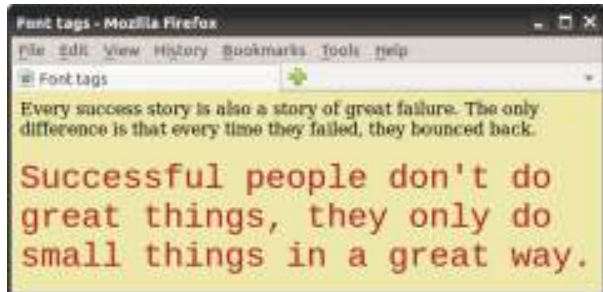 Font tags - Mozilla Firefox
File Edit View History Bookmarks Tools Help
Font tags
Every success story is also a story of great failure. The only
difference is that every time they failed, they bounced back.
Successful people don't do
great things, they only do
small things in a great way.